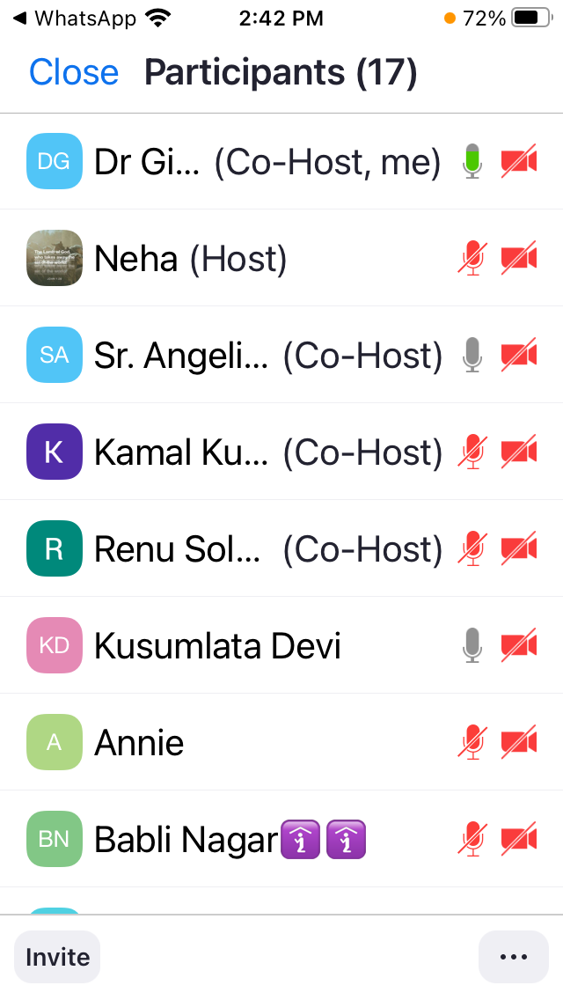 ◀ WhatsApp 2:42 PM 72%
Close Participants (17)
DG Dr Gi... (Co-Host, me)
Neha (Host)
SA Sr. Angeli... (Co-Host)
K Kamal Ku... (Co-Host)
R Renu Sol... (Co-Host)
KD Kusumlata Devi
A Annie
BN Babli Nagar🛐🛐
Invite ...